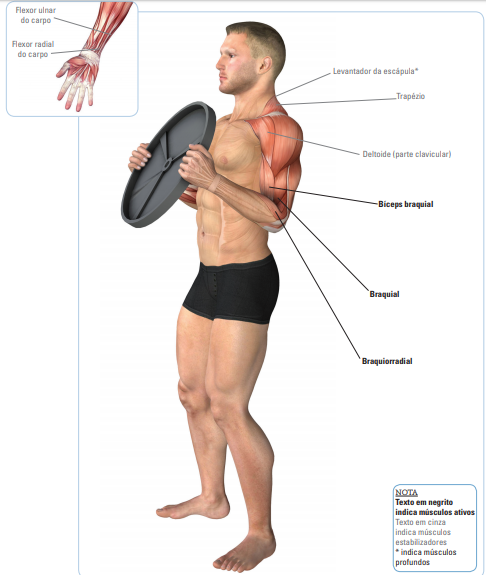 Flexor ulnar
do carpo
Flexor radial
do carpo
Levantador da escápula*
Trapézio
Deltoide (parte clavicular)
Biceps braquial
Braquial
Braquiorradial
NOTA
Texto em negrito
indica músculos ativos
Texto em cinza
indica músculos
estabilizadores
* indica músculos
profundos